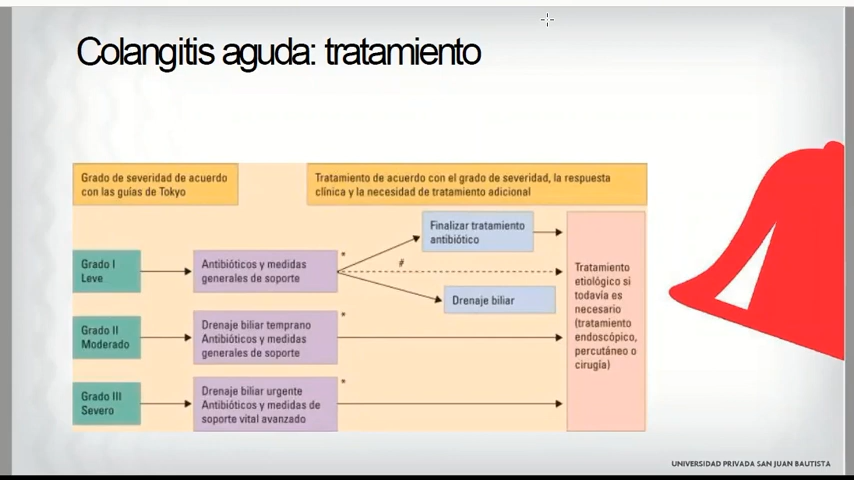 Colangitis aguda: tratamiento
Grado de severidad de acuerdo
con las guías de Tokyo
Tratamiento de acuerdo con el grado de severidad, la respuesta
clínica y la necesidad de tratamiento adicional
Grado I
Leve
Antibióticos y medidas
generales de soporte
*
#
Finalizar tratamiento
antibiótico
Drenaje biliar
Grado II
Moderado
Drenaje biliar temprano
Antibióticos y medidas
generales de soporte
*
Grado III
Severo
Drenaje biliar urgente
Antibióticos y medidas de
soporte vital avanzado
*
Tratamiento
etiológico si
todavía es
necesario
(tratamiento
endoscópico,
percutáneo o
cirugía)
UNIVERSIDAD PRIVADA SAN JUAN BAUTISTA